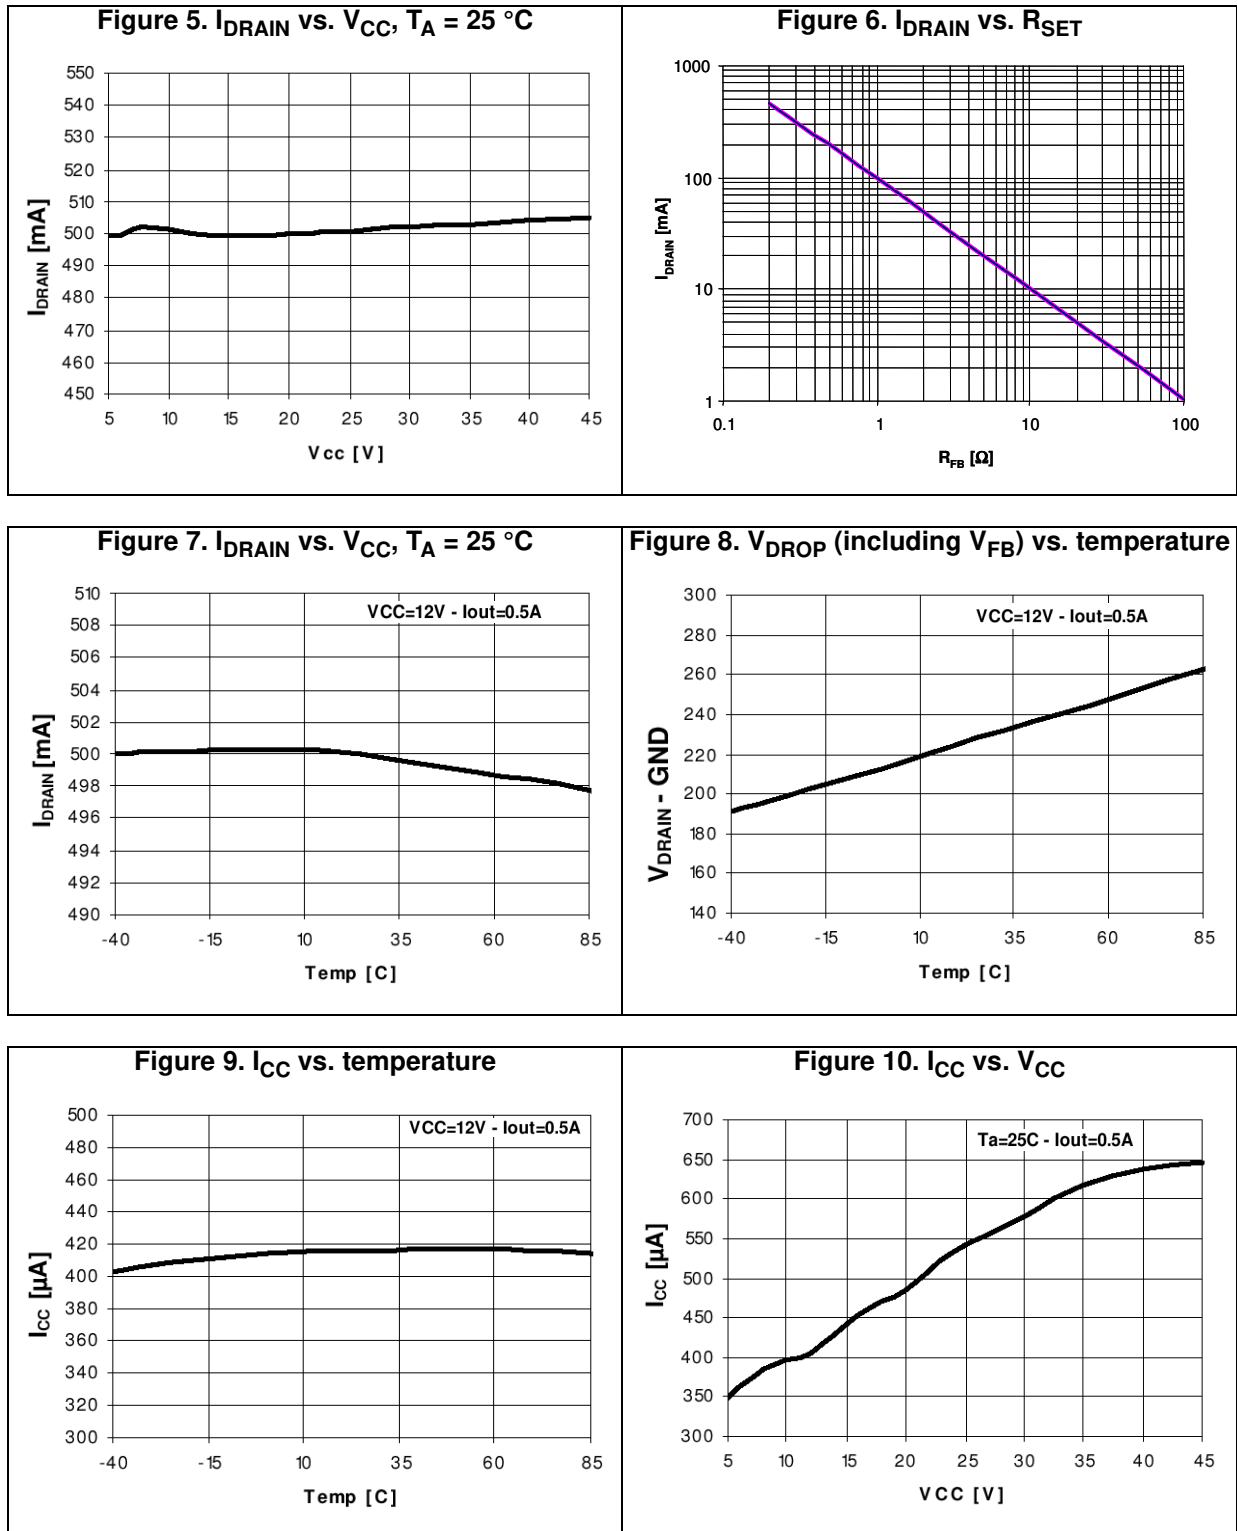 Figure 5. IDRAIN vs. VCC, TA = 25 °C
550
540
530
520
510
500
490
480
470
460
450
IDRAIN [mA]
5 10 15 20 25 30 35 40 45
Vcc [V]
Figure 6. IDRAIN vs. RSET
1000
100
10
1
IDRAIN [mA]
0.1 1 10 100
RFB [Ω]
Figure 7. IDRAIN vs. VCC, TA = 25 °C
VCC=12V - Iout=0.5A
510
508
506
504
502
500
498
496
494
492
490
IDRAIN [mA]
-40 -15 10 35 60 85
Temp [C]
Figure 8. VDROP (including VFB) vs. temperature
VCC=12V - Iout=0.5A
300
280
260
240
220
200
180
160
140
VDRAIN - GND
-40 -15 10 35 60 85
Temp [C]
Figure 9. ICC vs. temperature
VCC=12V - Iout=0.5A
500
480
460
440
420
400
380
360
340
320
300
ICC [µA]
-40 -15 10 35 60 85
Temp [C]
Figure 10. ICC vs. VCC
Ta=25C - Iout=0.5A
700
650
600
550
500
450
400
350
300
ICC [µA]
5 10 15 20 25 30 35 40 45
VCC [V]